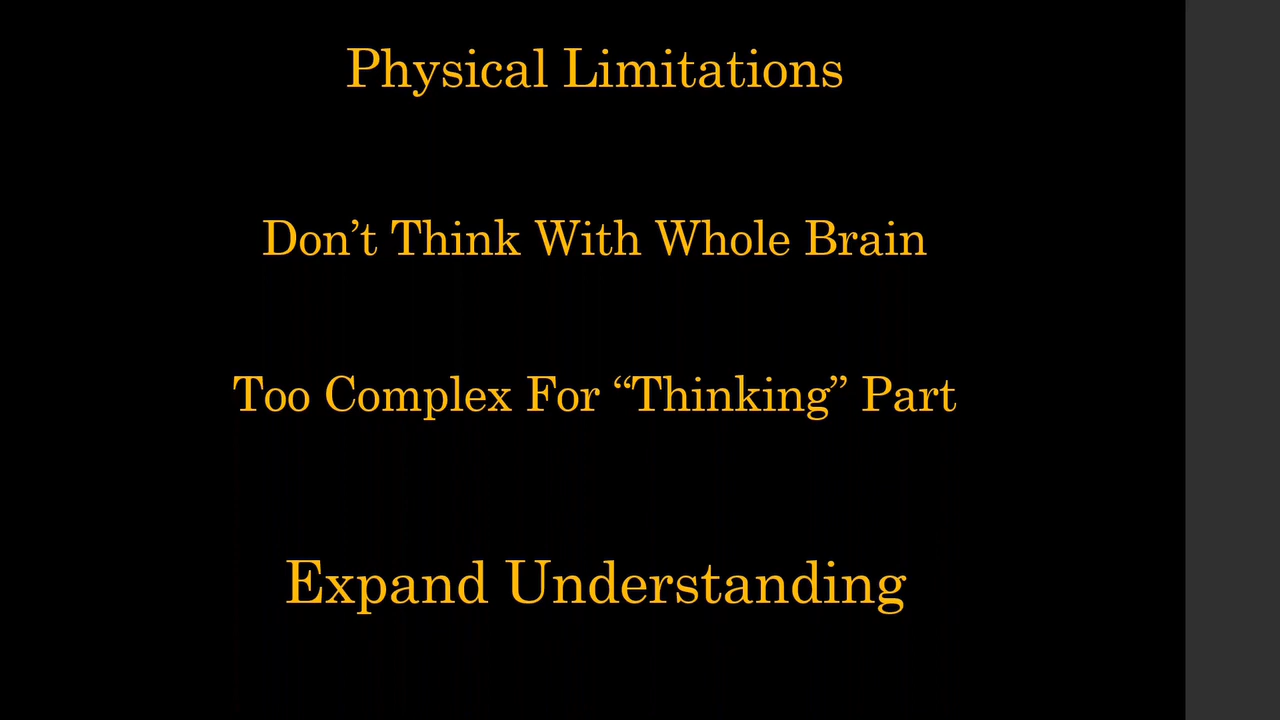 Physical Limitations
Don’t Think With Whole Brain
Too Complex For “Thinking” Part
Expand Understanding